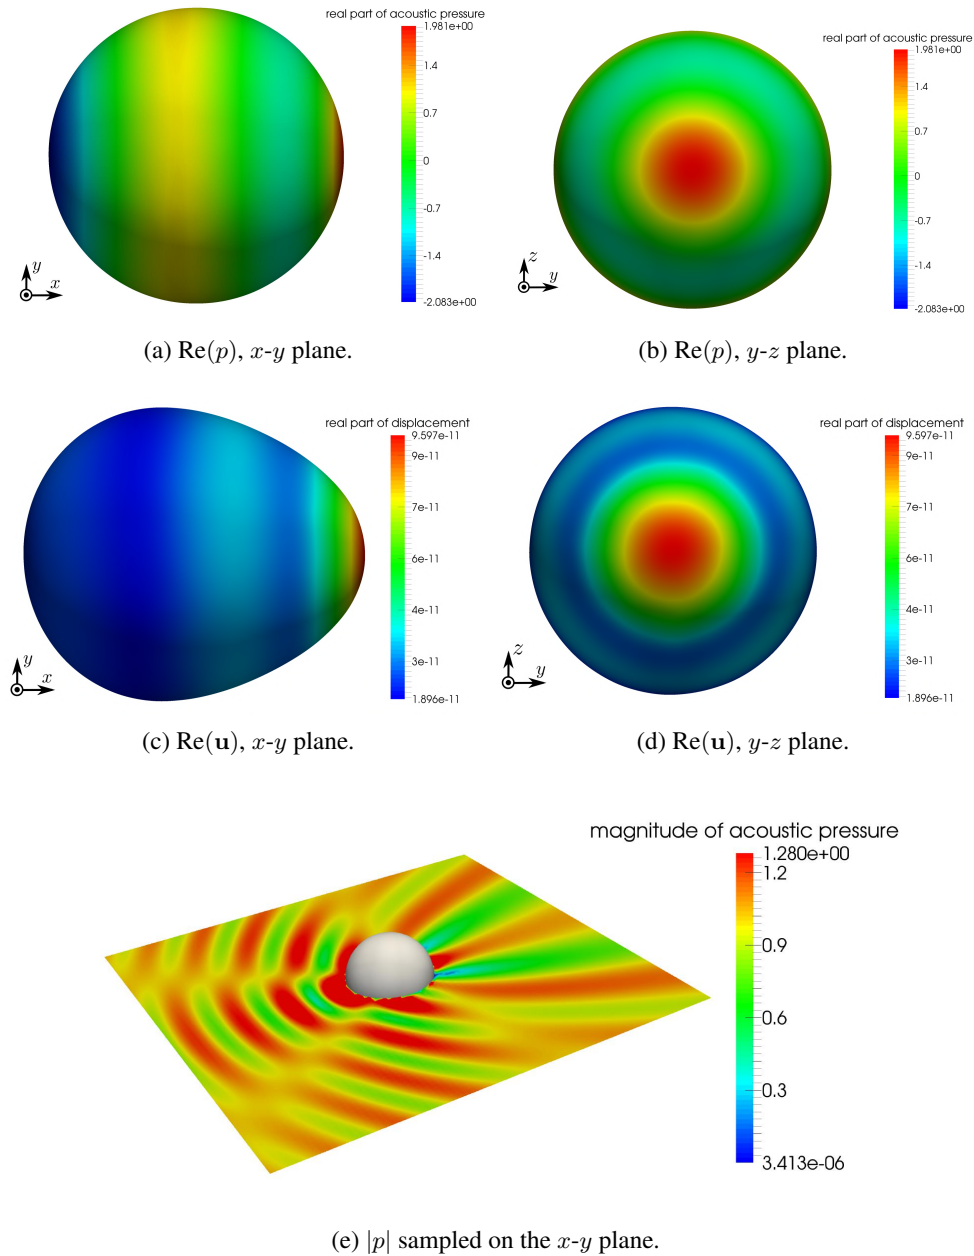 real part of acoustic pressure
1.981e+00
1.4
0.7
0
-0.7
-1.4
-2.083e+00
y
x
(a) Re(p), x-y plane.
real part of acoustic pressure
1.981e+00
1.4
0.7
0
-0.7
-1.4
-2.083e+00
z
y
(b) Re(p), y-z plane.
real part of displacement
9.597e-11
9e-11
7e-11
6e-11
4e-11
3e-11
1.896e-11
y
x
(c) Re(u), x-y plane.
real part of displacement
9.597e-11
9e-11
7e-11
6e-11
4e-11
3e-11
1.896e-11
z
y
(d) Re(u), y-z plane.
magnitude of acoustic pressure
1.280e+00
1.2
0.9
0.6
0.3
3.413e-06
(e) |p| sampled on the x-y plane.